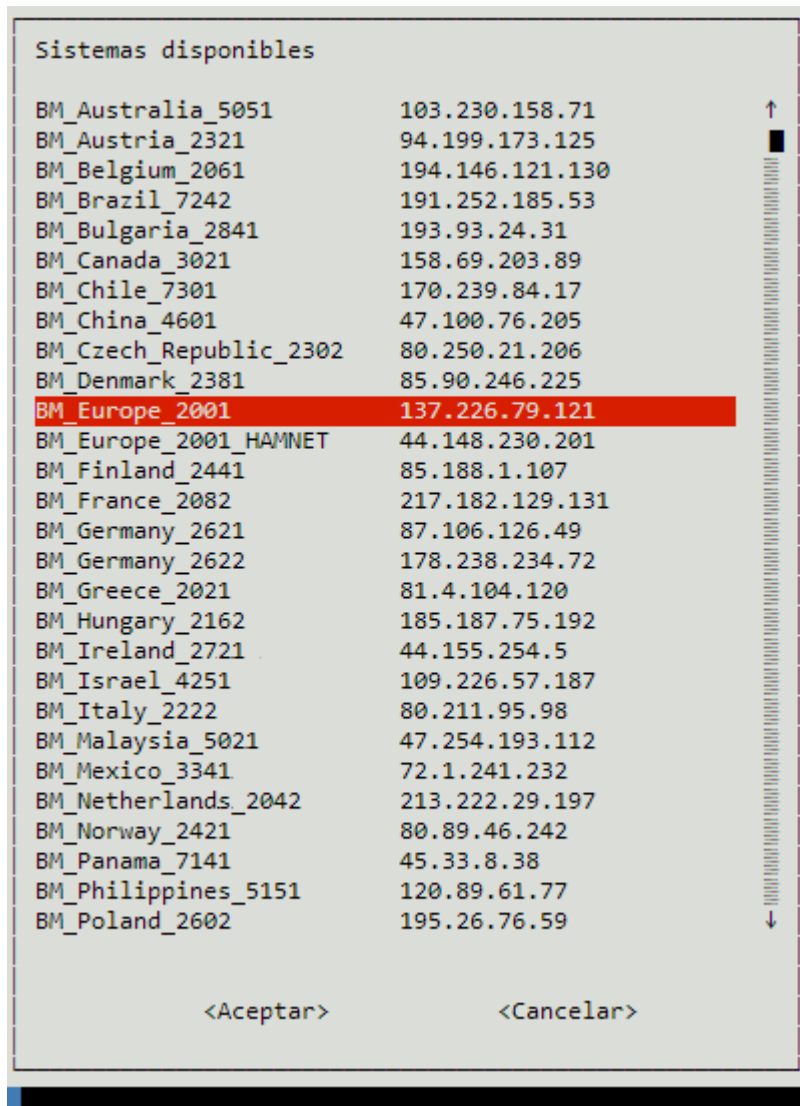 Sistemas disponibles
BM_Australia_5051 103.230.158.71 ↑
BM_Austria_2321 94.199.173.125
BM_Belgium_2061 194.146.121.130
BM_Brazil_7242 191.252.185.53
BM_Bulgaria_2841 193.93.24.31
BM_Canada_3021 158.69.203.89
BM_Chile_7301 170.239.84.17
BM_China_4601 47.100.76.205
BM_Czech_Republic_2302 80.250.21.206
BM_Denmark_2381 85.90.246.225
BM_Europe_2001 137.226.79.121
BM_Europe_2001_HAMNET 44.148.230.201
BM_Finland_2441 85.188.1.107
BM_France_2082 217.182.129.131
BM_Germany_2621 87.106.126.49
BM_Germany_2622 178.238.234.72
BM_Greece_2021 81.4.104.120
BM_Hungary_2162 185.187.75.192
BM_Ireland_2721 44.155.254.5
BM_Israel_4251 109.226.57.187
BM_Italy_2222 80.211.95.98
BM_Malaysia_5021 47.254.193.112
BM_Mexico_3341 72.1.241.232
BM_Netherlands_2042 213.222.29.197
BM_Norway_2421 80.89.46.242
BM_Panama_7141 45.33.8.38
BM_Philippines_5151 120.89.61.77
BM_Poland_2602 195.26.76.59 ↓
<Aceptar> <Cancelar>